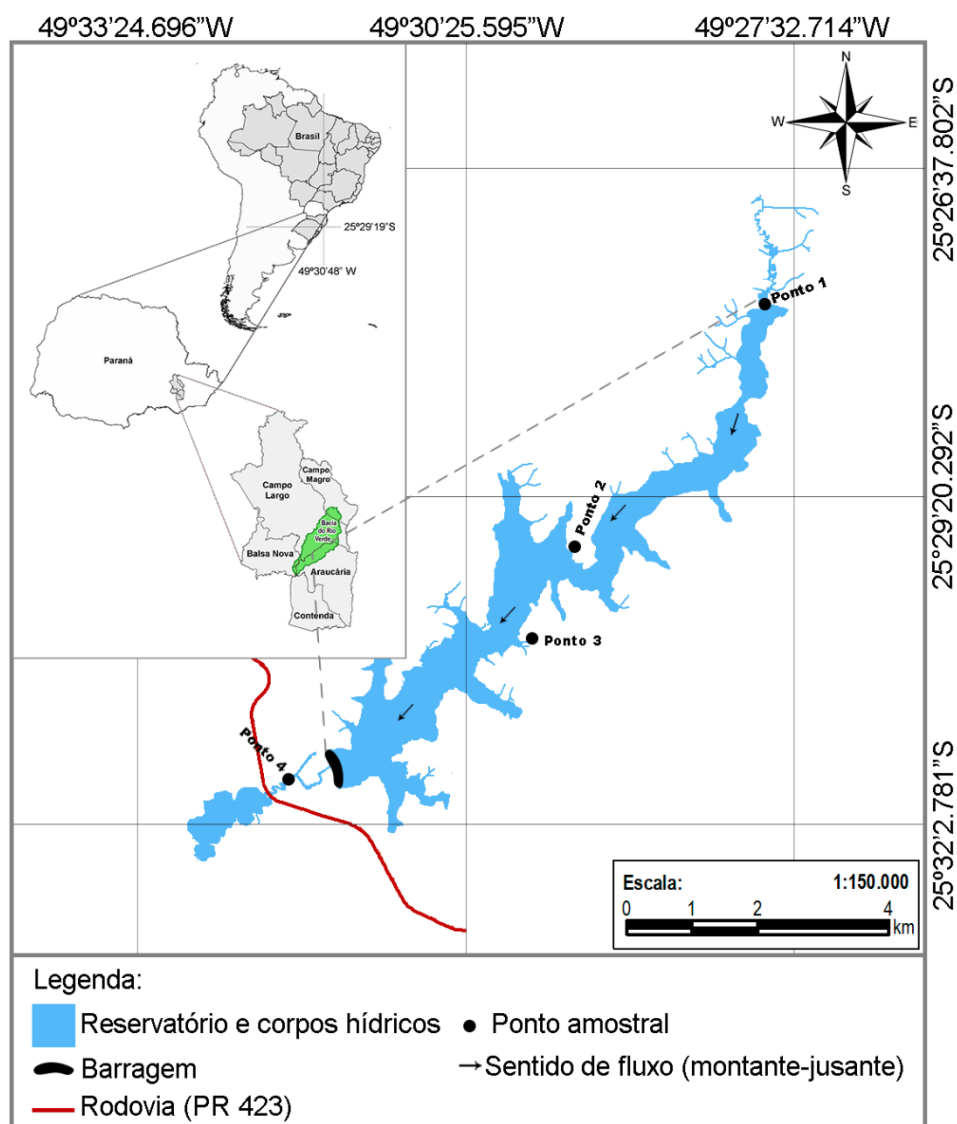 49º33'24.696”W 49º30'25.595”W 49º27'32.714”W
N
W E
S
25º26'37.802”S
25º29'20.292”S
25º32'2.781”S
Brasil
25º29'19"S
49º30'48" W
Paraná
Campo
Magro
Campo
Largo
Bacia
do Rio
Verde
Balsa Nova
Araucária
Contenda
Ponto 1
Ponto 2
Ponto 3
Ponto 4
Escala: 1:150.000
0 1 2 4
km
Legenda:
Reservatório e corpos hídricos
Ponto amostral
Barragem
Sentido de fluxo (montante-jusante)
Rodovia (PR 423)